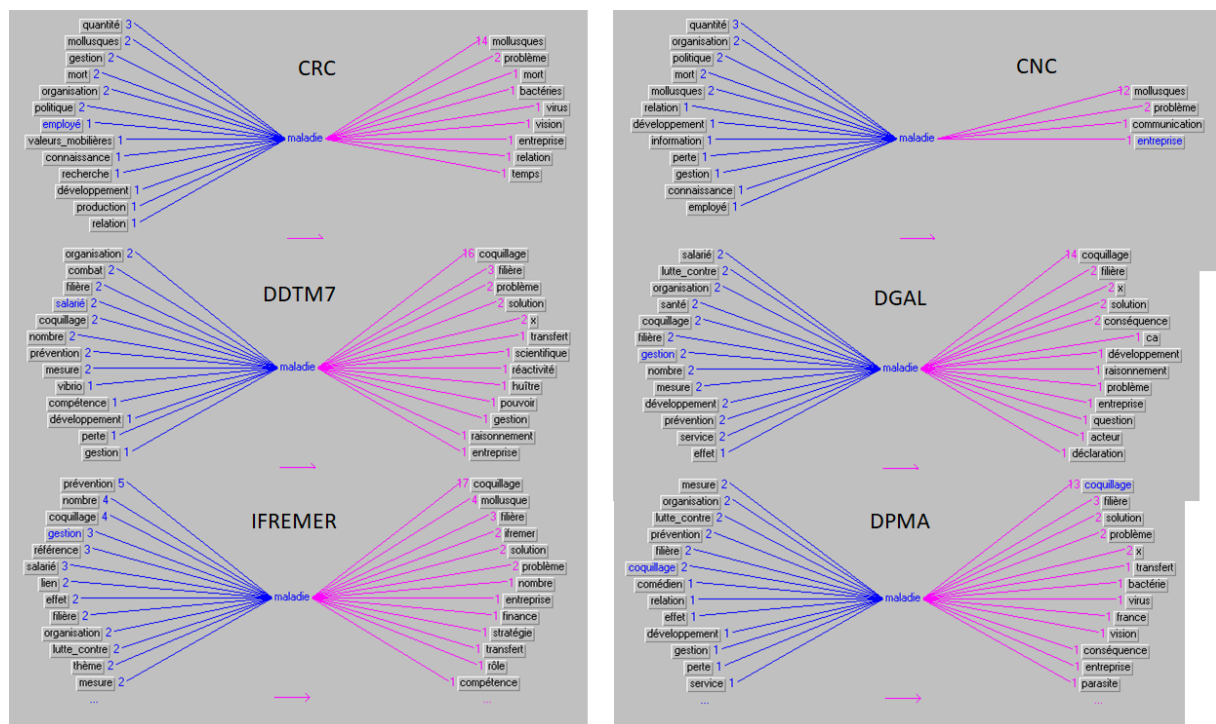 CRC
quantité 3
mollusques 2
gestion 2
mort 2
organisation 2
politique 2
employé 1
valeurs_mobilières 1
connaissance 1
recherche 1
développement 1
production 1
relation 1
maladie
14 mollusques
2 problème
1 mort
1 bactéries
1 virus
1 vision
1 entreprise
1 relation
1 temps
CNC
quantité 3
organisation 2
politique 2
mort 2
mollusques 2
relation 1
développement 1
information 1
perte 1
gestion 1
connaissance 1
employé 1
maladie
12 mollusques
2 problème
1 communication
1 entreprise
DDTM7
organisation 2
combat 2
filière 2
salarié 2
coquillage 2
nombre 2
prévention 2
mesure 2
vibrio 1
compétence 1
développement 1
perte 1
gestion 1
maladie
16 coquillage
3 filière
2 problème
2 solution
2 x
1 transfert
1 scientifique
1 réactivité
1 huître
1 pouvoir
1 gestion
1 raisonnement
1 entreprise
DGAL
salarié 2
lutte_contre 2
organisation 2
santé 2
coquillage 2
filière 2
gestion 2
nombre 2
mesure 2
développement 2
prévention 2
service 2
effet 1
maladie
14 coquillage
2 filière
2 x
2 solution
2 conséquence
1 ca
1 développement
1 raisonnement
1 problème
1 entreprise
1 question
1 acteur
1 déclaration
IFREMER
prévention 5
nombre 4
coquillage 4
gestion 3
référence 3
salarié 3
lien 2
effet 2
filière 2
organisation 2
lutte_contre 2
thème 2
mesure 2
...
maladie
17 coquillage
4 mollusque
3 filière
2 ifremer
2 solution
2 problème
1 nombre
1 entreprise
1 finance
1 stratégie
1 transfert
1 rôle
1 compétence
...
DPMA
mesure 2
organisation 2
lutte_contre 2
prévention 2
filière 2
coquillage 2
comédien 1
relation 1
effet 1
développement 1
gestion 1
perte 1
service 1
...
maladie
13 coquillage
3 filière
2 solution
2 problème
2 x
1 transfert
1 bactérie
1 virus
1 france
1 vision
1 conséquence
1 entreprise
1 parasite
...